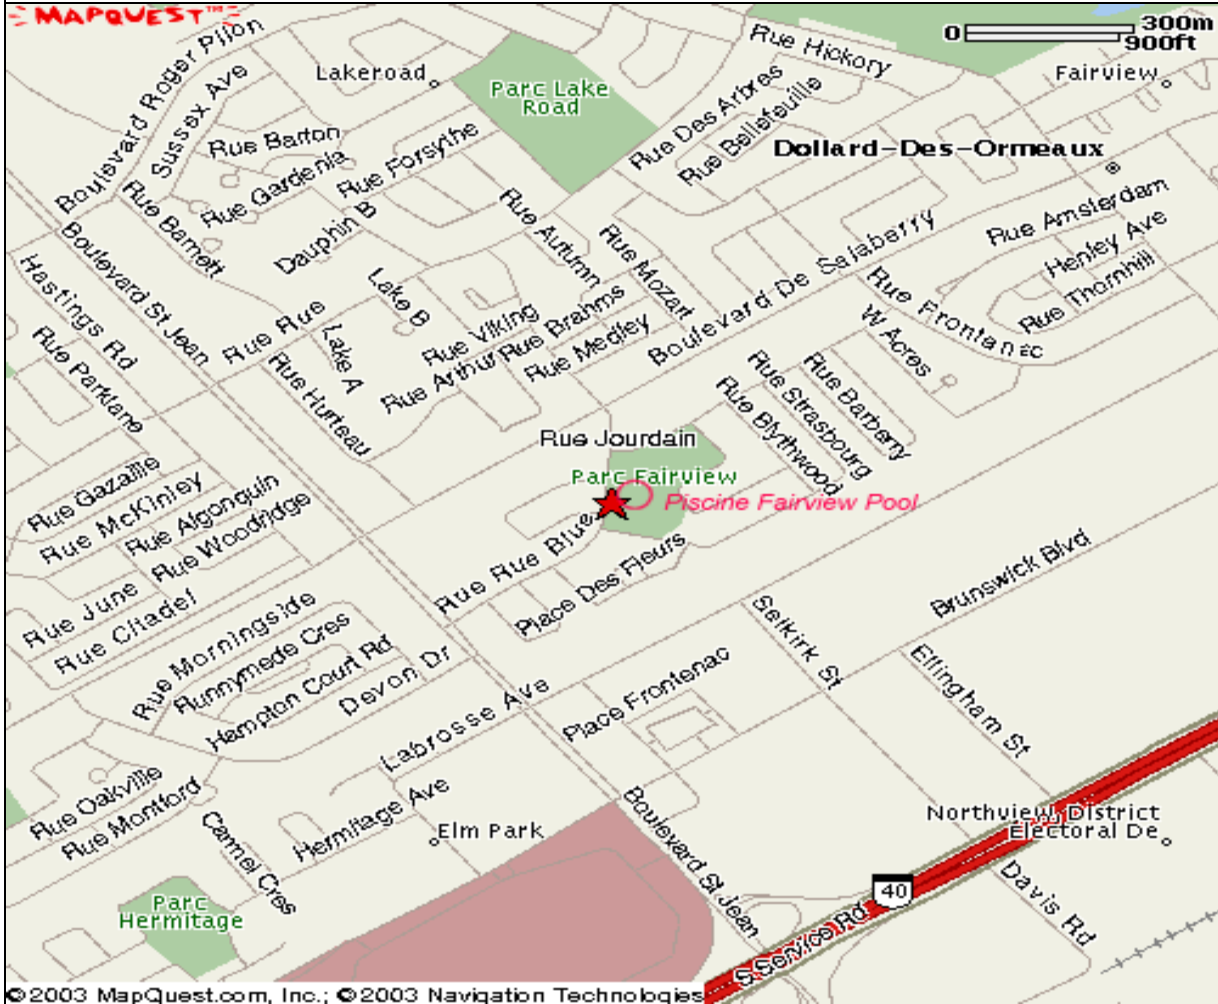 MAPQUEST™
0 300m
900ft
Boulevard Roger Pilon
Sussex Ave
Lakeroad
Parc Lake
Road
Rue Hickory
Fairview
Rue Des Arbres
Rue Bellefeuille
Dollard-Des-Ormeaux
Rue Barton
Rue Gardenia
Rue Forsythe
Rue Barnett
Dauphin B
Rue Autumn
Rue Mozart
Boulevard De Salaberry
Rue Amsterdam
Henley Ave
Rue Thornhill
Rue Frontenac
W Acres
Boulevard St Jean
Hastings Rd
Rue Parklane
Rue Rue
Lake B
Lake A
Rue Hurteau
Rue Viking
Rue Arthur
Rue Brahms
Rue Medley
Rue Barberry
Rue Strasbourg
Rue Blythwood
Rue Jourdain
Parc Fairview
Piscine Fairview Pool
Rue Gazaille
Rue McKinley
Rue Algonquin
Rue Woodridge
Rue June
Rue Citadel
Rue Rue Blue
Place Des Fleurs
Brunswick Blvd
Selkirk St
Ellingham St
Rue Morningside
Runnymede Cres
Hampton Court Rd
Devon Dr
Labrosse Ave
Place Frontenac
Rue Oakville
Rue Montford
Carmel Cres
Hermitage Ave
Elm Park
Boulevard St Jean
Northview, District
Electoral De
40
S Service Rd
Davis Rd
Parc
Hermitage
©2003 MapQuest.com, Inc.; ©2003 Navigation Technologies